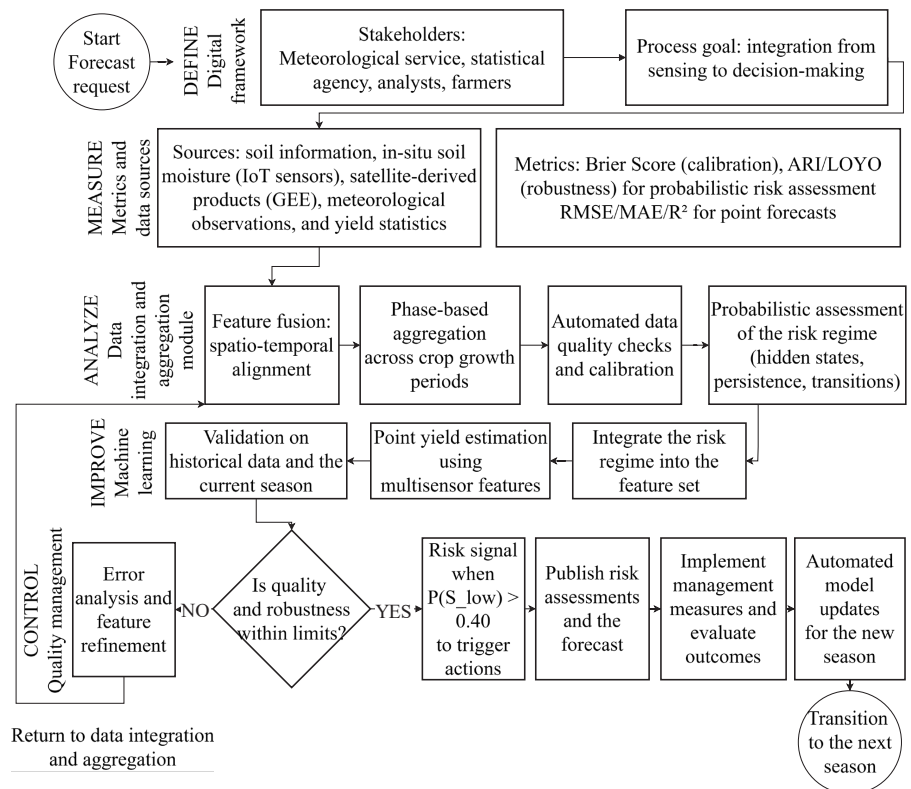 Start
Forecast
request
DEFINE
Digital
framework
Stakeholders:
Meteorological service, statistical
agency, analysts, farmers
Process goal: integration from
sensing to decision-making
MEASURE
Metrics and
data sources
Sources: soil information, in-situ soil
moisture (IoT sensors), satellite-derived
products (GEE), meteorological
observations, and yield statistics
Metrics: Brier Score (calibration), ARI/LOYO
(robustness) for probabilistic risk assessment
RMSE/MAE/R² for point forecasts
ANALYZE
Data
integration and
aggregation
module
Feature fusion:
spatio-temporal
alignment
Phase-based
aggregation
across crop growth
periods
Automated data
quality checks
and calibration
Probabilistic assessment
of the risk regime
(hidden states,
persistence, transitions)
IMPROVE
Machine
learning
Validation on
historical data and the
current season
Point yield estimation
using
multisensor features
Integrate the risk
regime into the
feature set
CONTROL
Quality management
Error
analysis and
feature
refinement
NO
Is quality
and robustness
within limits?
YES
Risk signal
when
P(S_low) >
0.40
to trigger
actions
Publish risk
assessments
and the
forecast
Implement
management
measures and
evaluate
outcomes
Automated
model
updates
for the new
season
Return to data integration
and aggregation
Transition
to the next
season